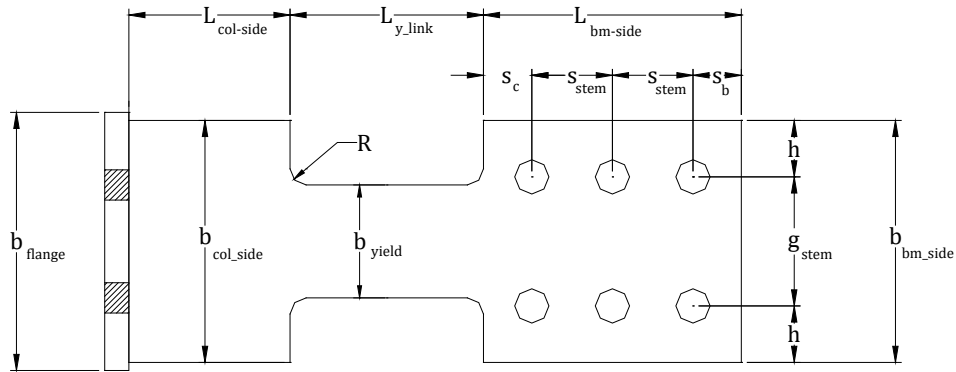 L col-side
L y_link
L bm-side
s c
s stem
s stem
s b
R
h
b flange
b col_side
b yield
g stem
b bm_side
h